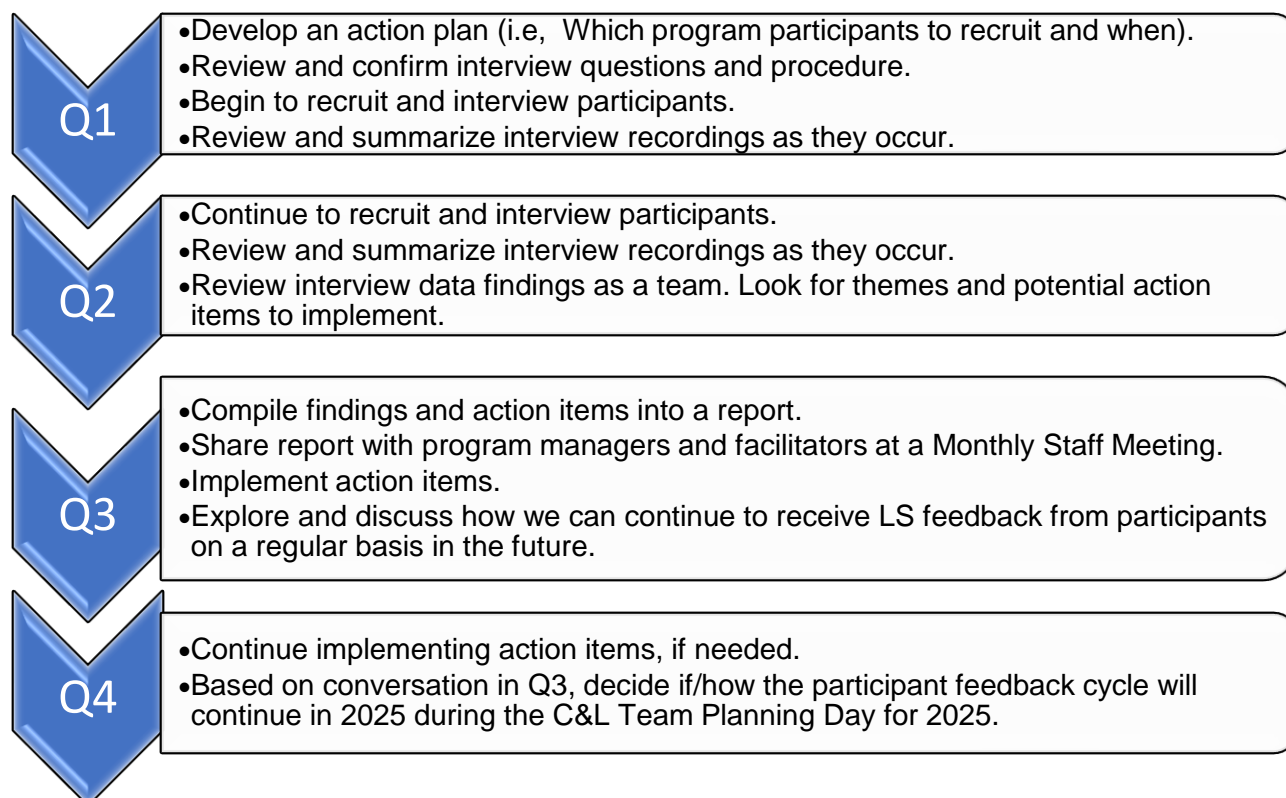 Q1
•Develop an action plan (i.e,  Which program participants to recruit and when).
•Review and confirm interview questions and procedure.
•Begin to recruit and interview participants.
•Review and summarize interview recordings as they occur.
Q2
•Continue to recruit and interview participants.
•Review and summarize interview recordings as they occur.
•Review interview data findings as a team. Look for themes and potential action
items to implement.
Q3
•Compile findings and action items into a report.
•Share report with program managers and facilitators at a Monthly Staff Meeting.
•Implement action items.
•Explore and discuss how we can continue to receive LS feedback from participants
on a regular basis in the future.
Q4
•Continue implementing action items, if needed.
•Based on conversation in Q3, decide if/how the participant feedback cycle will
continue in 2025 during the C&L Team Planning Day for 2025.